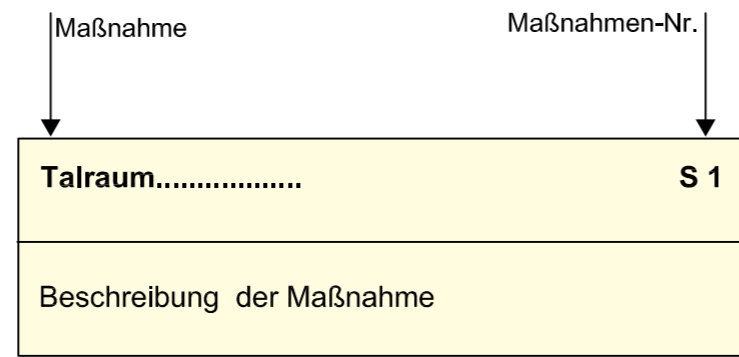 Maßnahme Maßnahmen-Nr.
Talraum.................. S 1
Beschreibung der Maßnahme